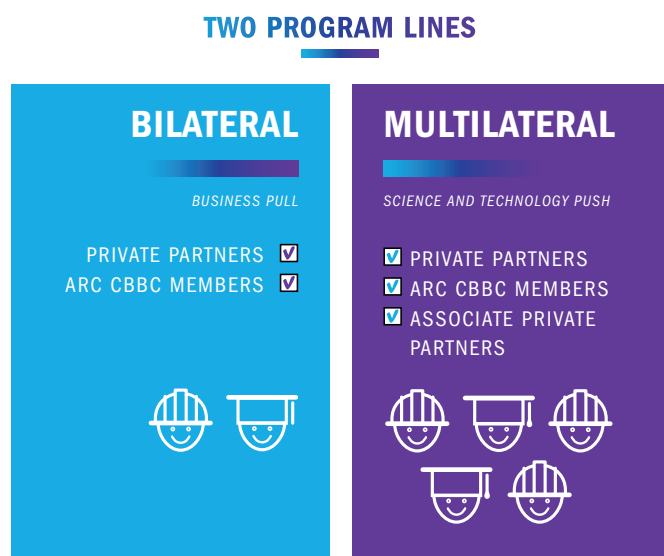 TWO PROGRAM LINES
BILATERAL
BUSINESS PULL
PRIVATE PARTNERS
ARC CBBC MEMBERS
MULTILATERAL
SCIENCE AND TECHNOLOGY PUSH
PRIVATE PARTNERS
ARC CBBC MEMBERS
ASSOCIATE PRIVATE
PARTNERS